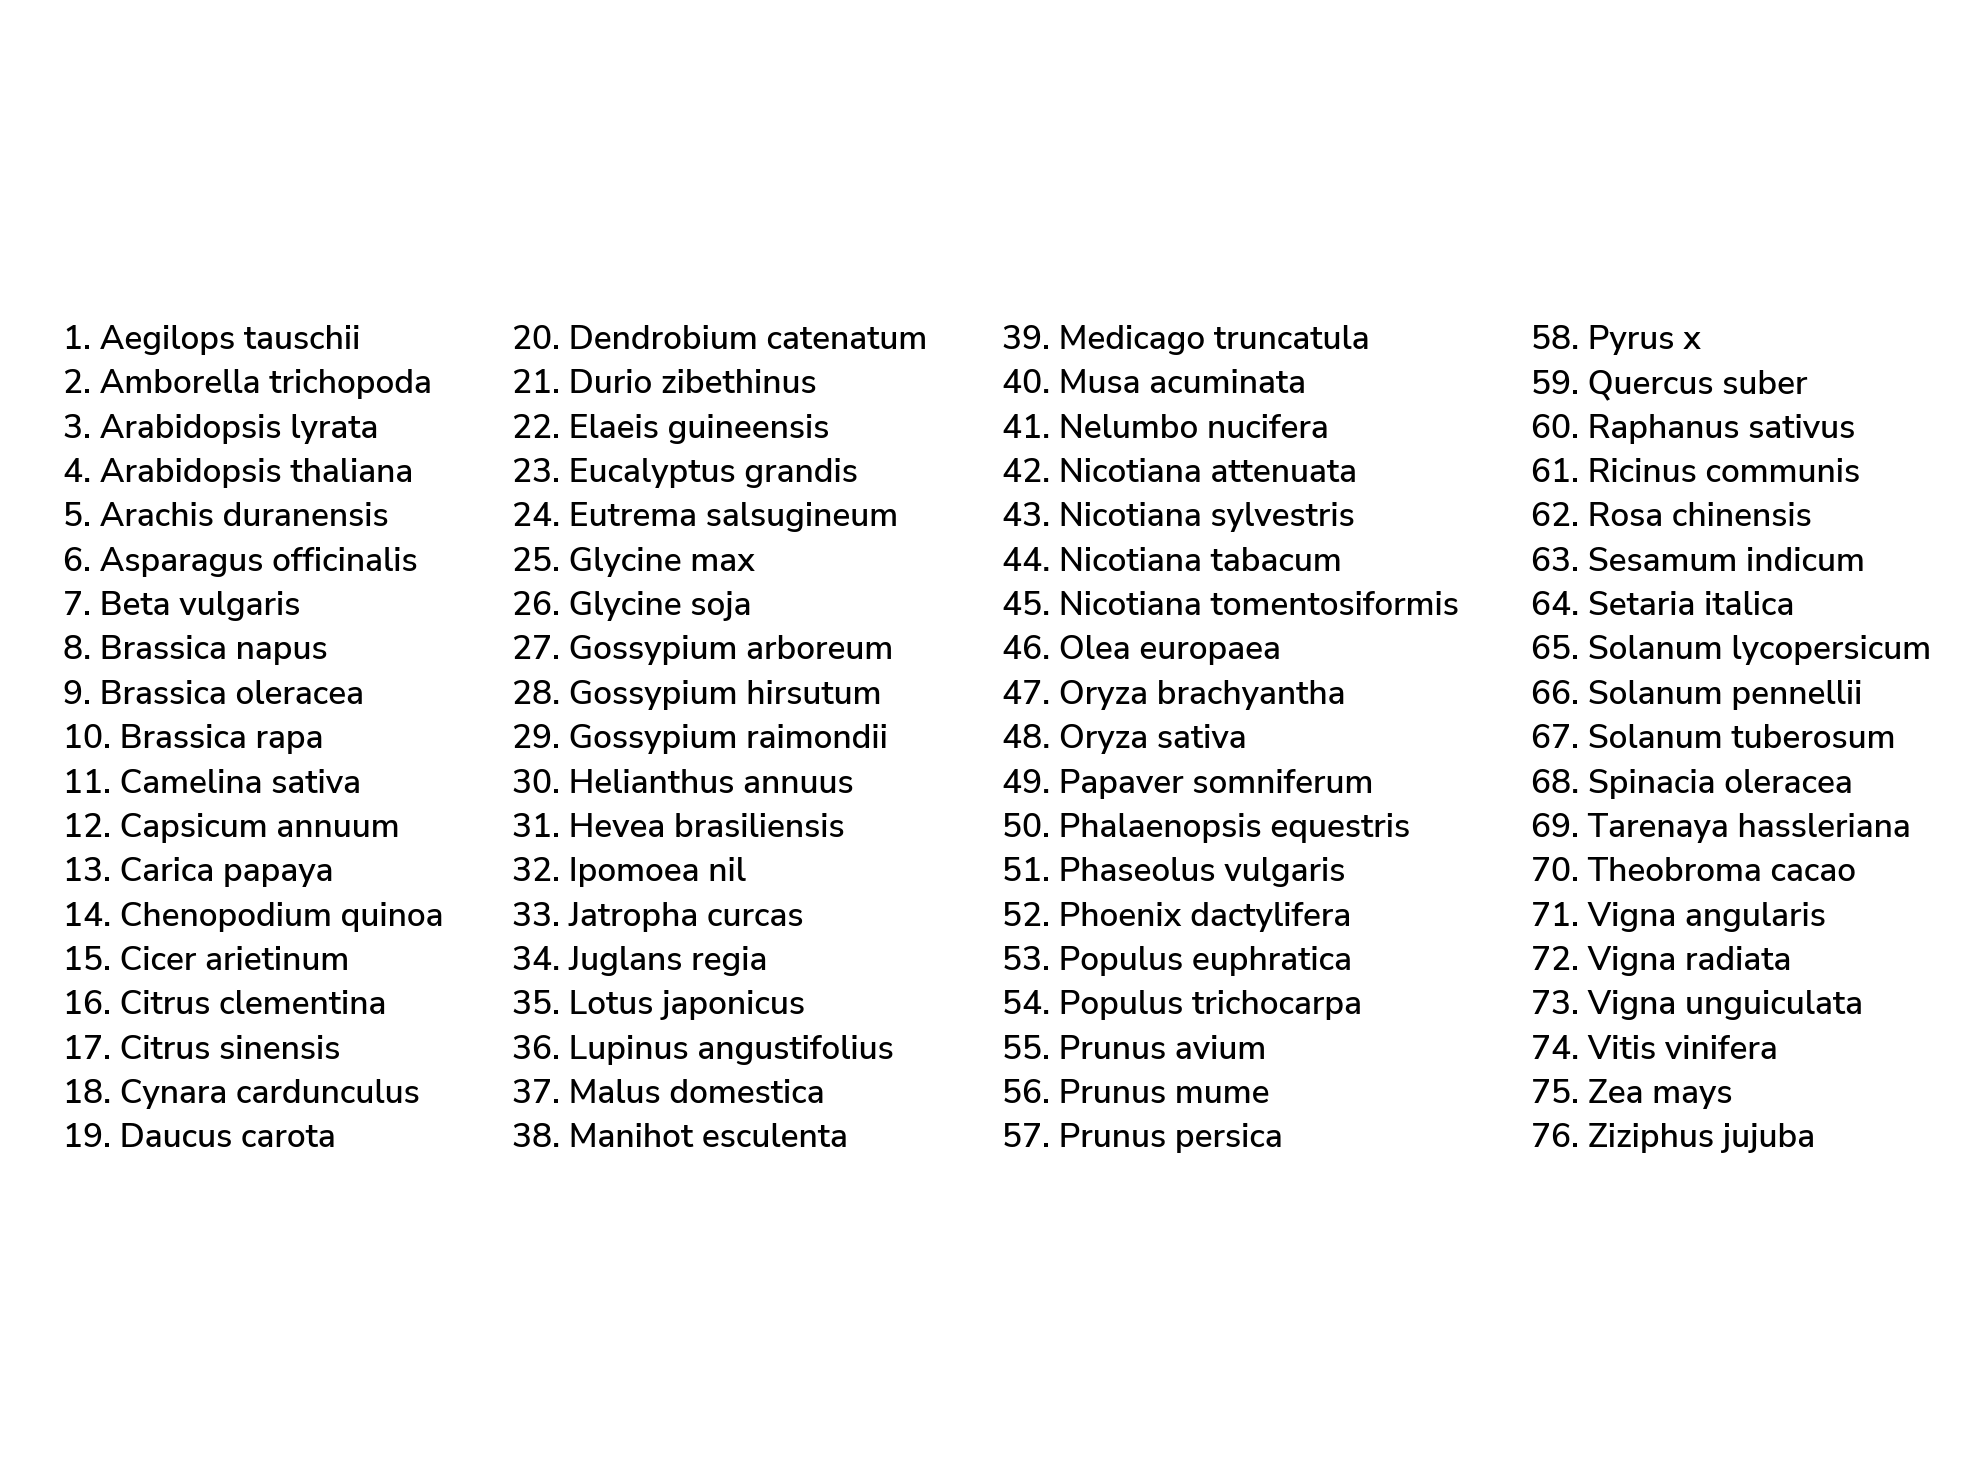 1. Aegilops tauschii
2. Amborella trichopoda
3. Arabidopsis lyrata
4. Arabidopsis thaliana
5. Arachis duranensis
6. Asparagus officinalis
7. Beta vulgaris
8. Brassica napus
9. Brassica oleracea
10. Brassica rapa
11. Camelina sativa
12. Capsicum annuum
13. Carica papaya
14. Chenopodium quinoa
15. Cicer arietinum
16. Citrus clementina
17. Citrus sinensis
18. Cynara cardunculus
19. Daucus carota
20. Dendrobium catenatum
21. Durio zibethinus
22. Elaeis guineensis
23. Eucalyptus grandis
24. Eutrema salsugineum
25. Glycine max
26. Glycine soja
27. Gossypium arboreum
28. Gossypium hirsutum
29. Gossypium raimondii
30. Helianthus annuus
31. Hevea brasiliensis
32. Ipomoea nil
33. Jatropha curcas
34. Juglans regia
35. Lotus japonicus
36. Lupinus angustifolius
37. Malus domestica
38. Manihot esculenta
39. Medicago truncatula
40. Musa acuminata
41. Nelumbo nucifera
42. Nicotiana attenuata
43. Nicotiana sylvestris
44. Nicotiana tabacum
45. Nicotiana tomentosiformis
46. Olea europaea
47. Oryza brachyantha
48. Oryza sativa
49. Papaver somniferum
50. Phalaenopsis equestris
51. Phaseolus vulgaris
52. Phoenix dactylifera
53. Populus euphratica
54. Populus trichocarpa
55. Prunus avium
56. Prunus mume
57. Prunus persica
58. Pyrus x
59. Quercus suber
60. Raphanus sativus
61. Ricinus communis
62. Rosa chinensis
63. Sesamum indicum
64. Setaria italica
65. Solanum lycopersicum
66. Solanum pennellii
67. Solanum tuberosum
68. Spinacia oleracea
69. Tarenaya hassleriana
70. Theobroma cacao
71. Vigna angularis
72. Vigna radiata
73. Vigna unguiculata
74. Vitis vinifera
75. Zea mays
76. Ziziphus jujuba